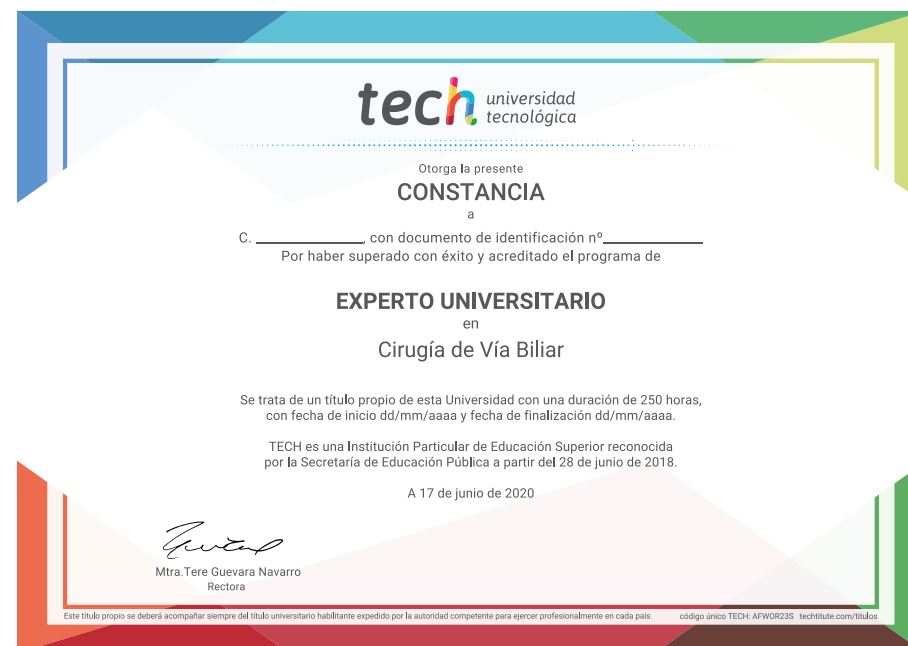 tech universidad
tecnológica
Otorga la presente
CONSTANCIA
a
C. ____________, con documento de identificación nº____________
Por haber superado con éxito y acreditado el programa de
EXPERTO UNIVERSITARIO
en
Cirugía de Vía Biliar
Se trata de un título propio de esta Universidad con una duración de 250 horas,
con fecha de inicio dd/mm/aaaa y fecha de finalización dd/mm/aaaa.
TECH es una Institución Particular de Educación Superior reconocida
por la Secretaría de Educación Pública a partir del 28 de junio de 2018.
A 17 de junio de 2020
Mtra.Tere Guevara Navarro
Rectora
Este título propio se deberá acompañar siempre del título universitario habilitante expedido por la autoridad competente para ejercer profesionalmente en cada país. código único TECH: AFWOR23S techtitute.com/titulos